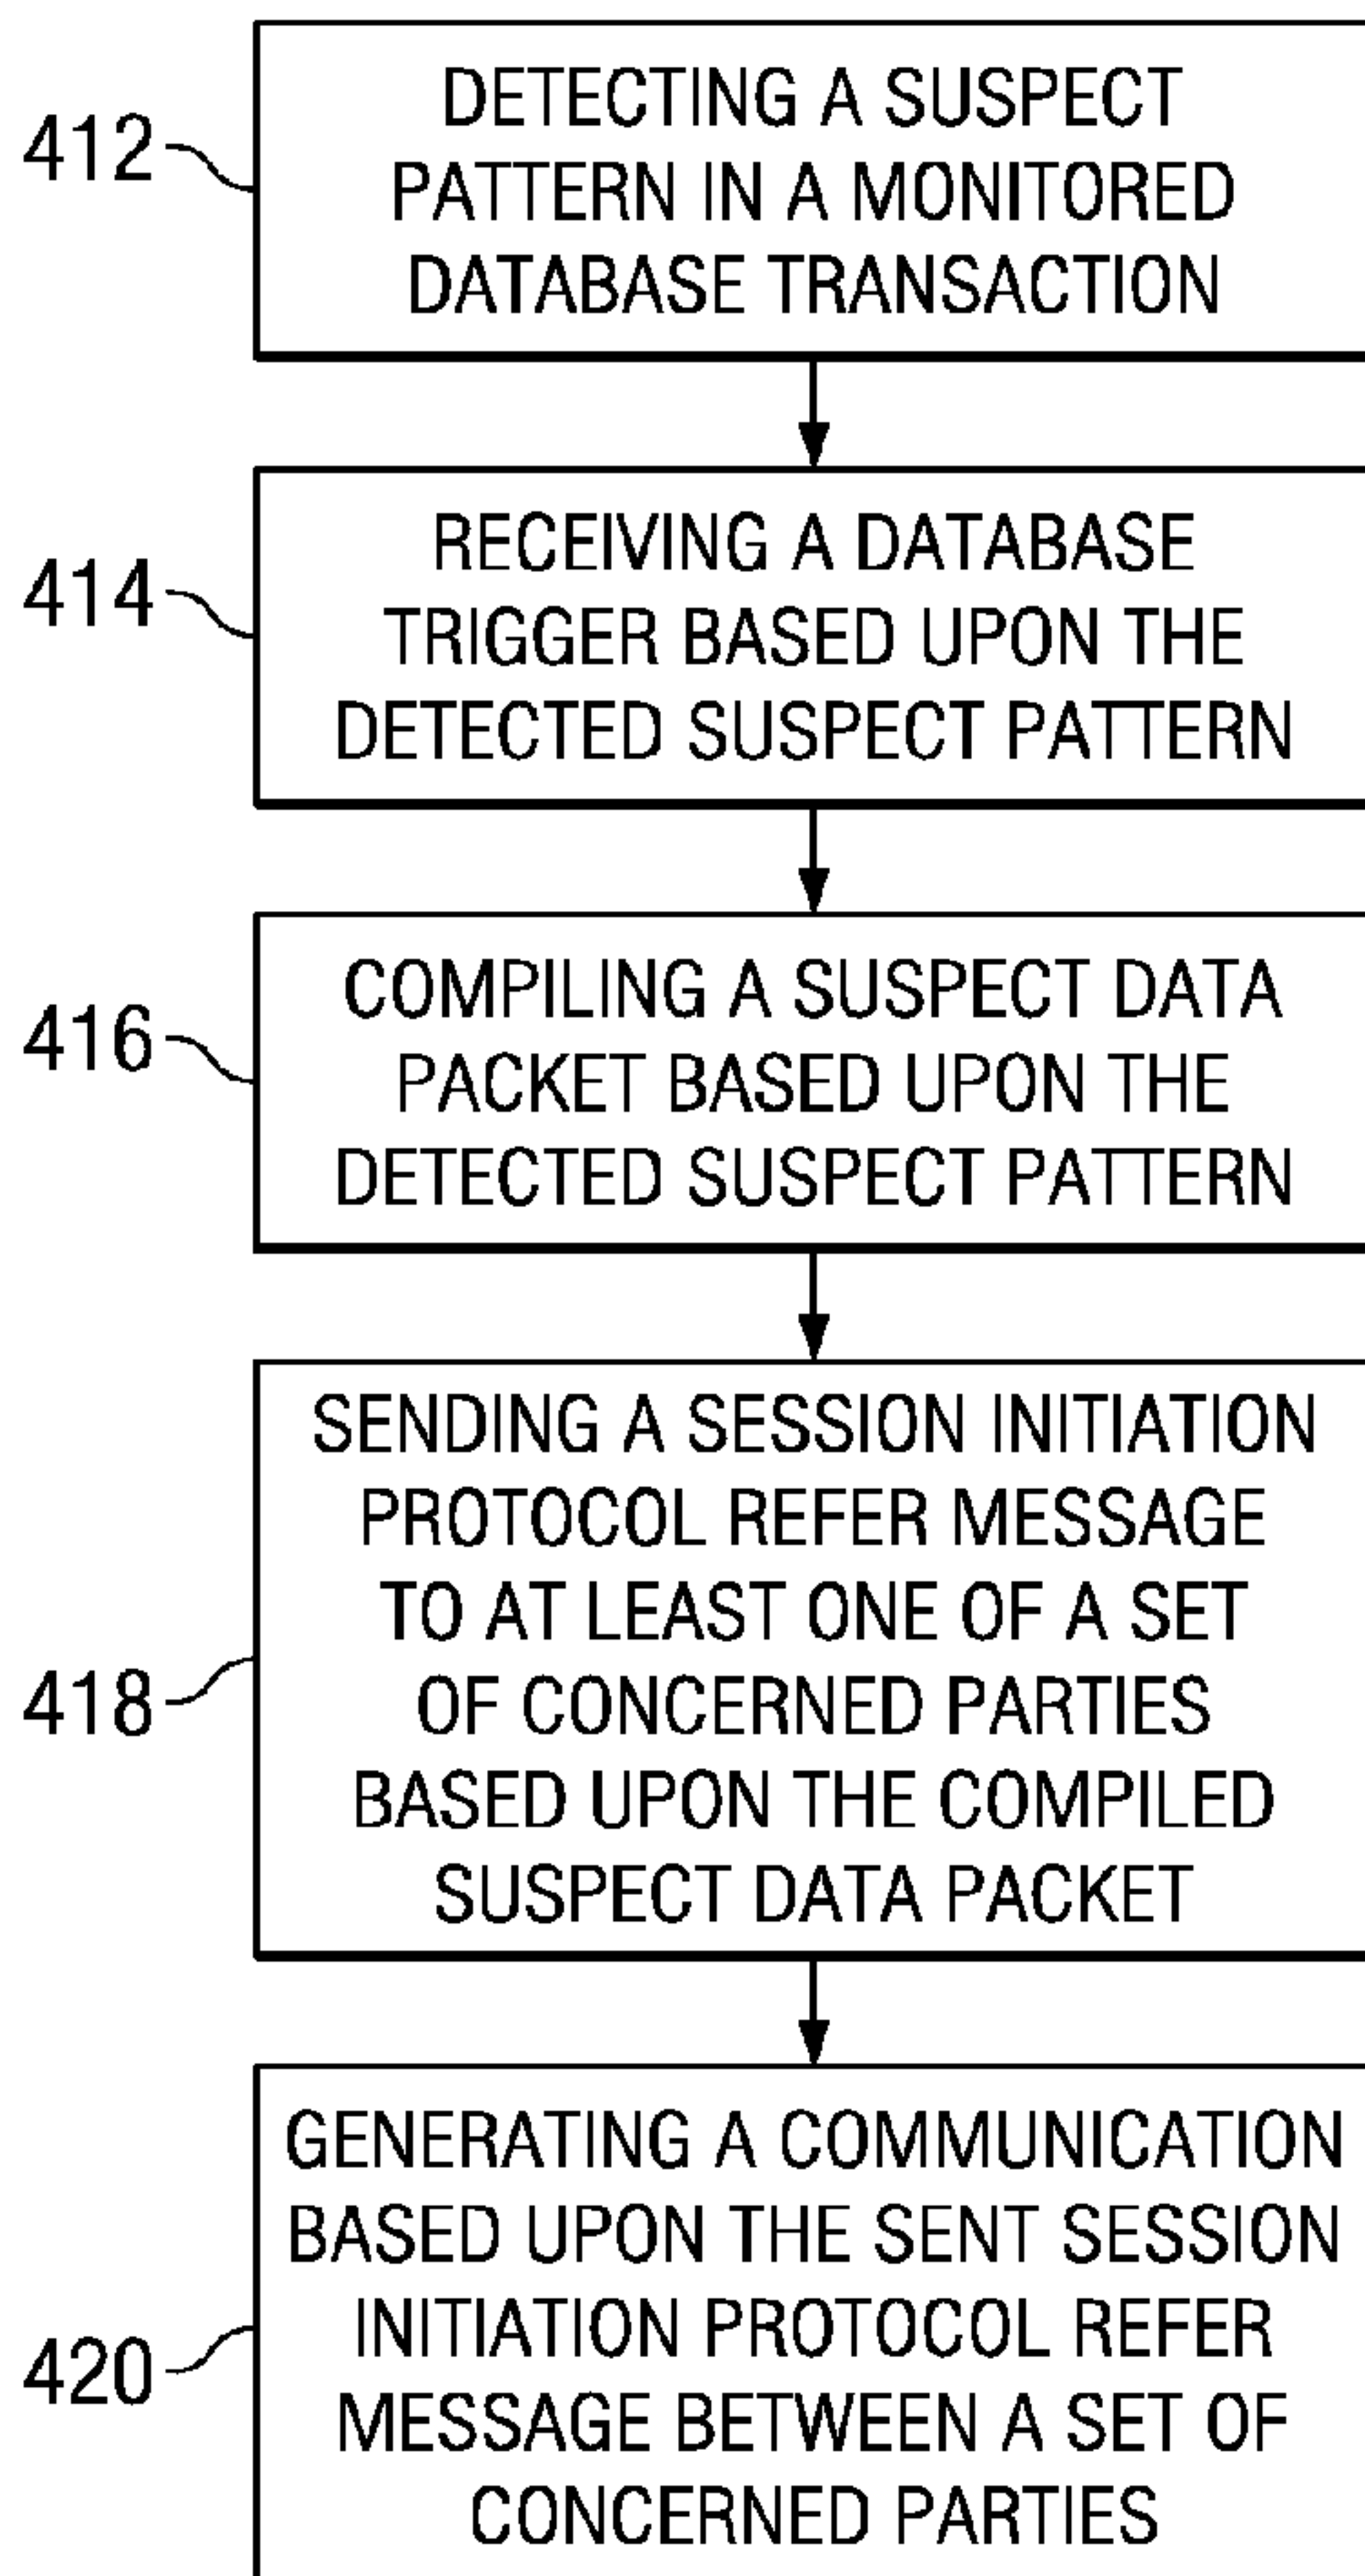 412
DETECTING A SUSPECT
PATTERN IN A MONITORED
DATABASE TRANSACTION
414
RECEIVING A DATABASE
TRIGGER BASED UPON THE
DETECTED SUSPECT PATTERN
416
COMPILING A SUSPECT DATA
PACKET BASED UPON THE
DETECTED SUSPECT PATTERN
418
SENDING A SESSION INITIATION
PROTOCOL REFER MESSAGE
TO AT LEAST ONE OF A SET
OF CONCERNED PARTIES
BASED UPON THE COMPILED
SUSPECT DATA PACKET
420
GENERATING A COMMUNICATION
BASED UPON THE SENT SESSION
INITIATION PROTOCOL REFER
MESSAGE BETWEEN A SET OF
CONCERNED PARTIES